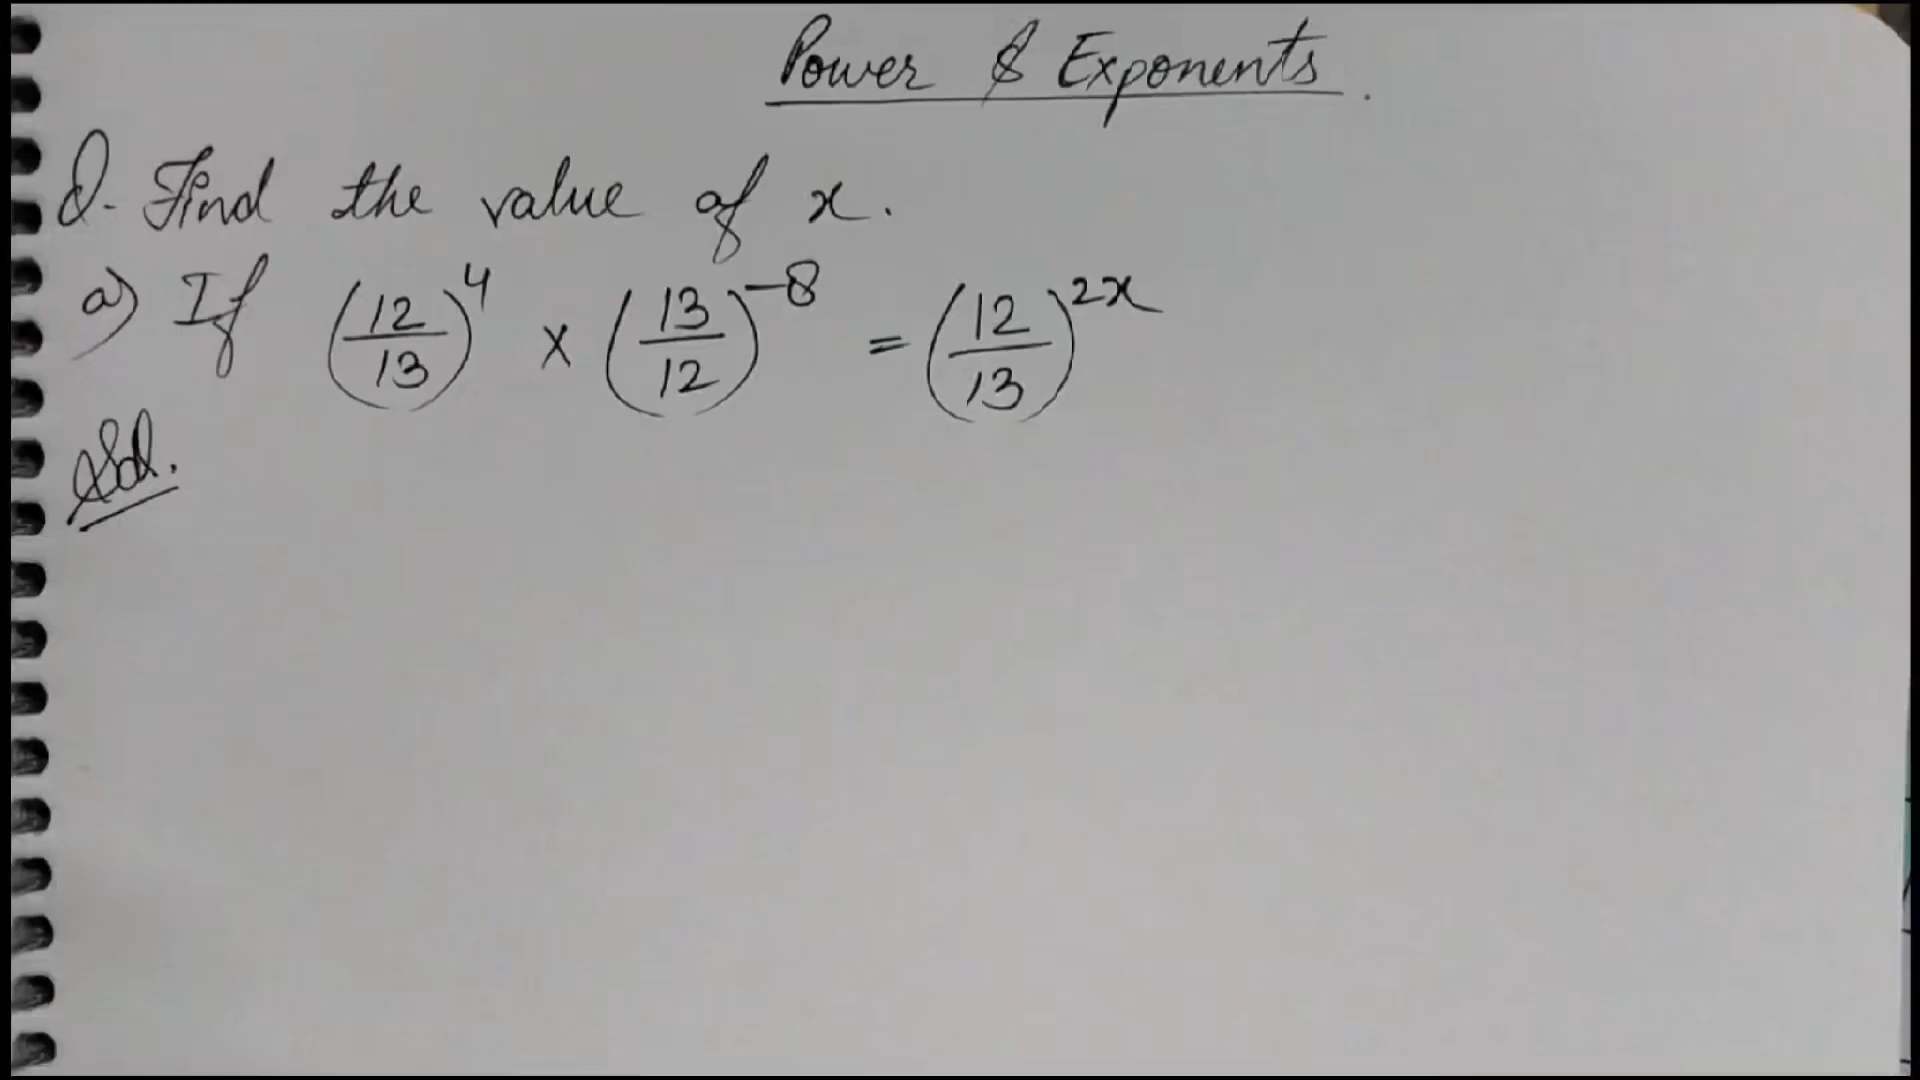 Power & Exponents.
Q. Find the value of x.
a) If (12/13)^4 × (13/12)^-8 = (12/13)^2x
Sol.